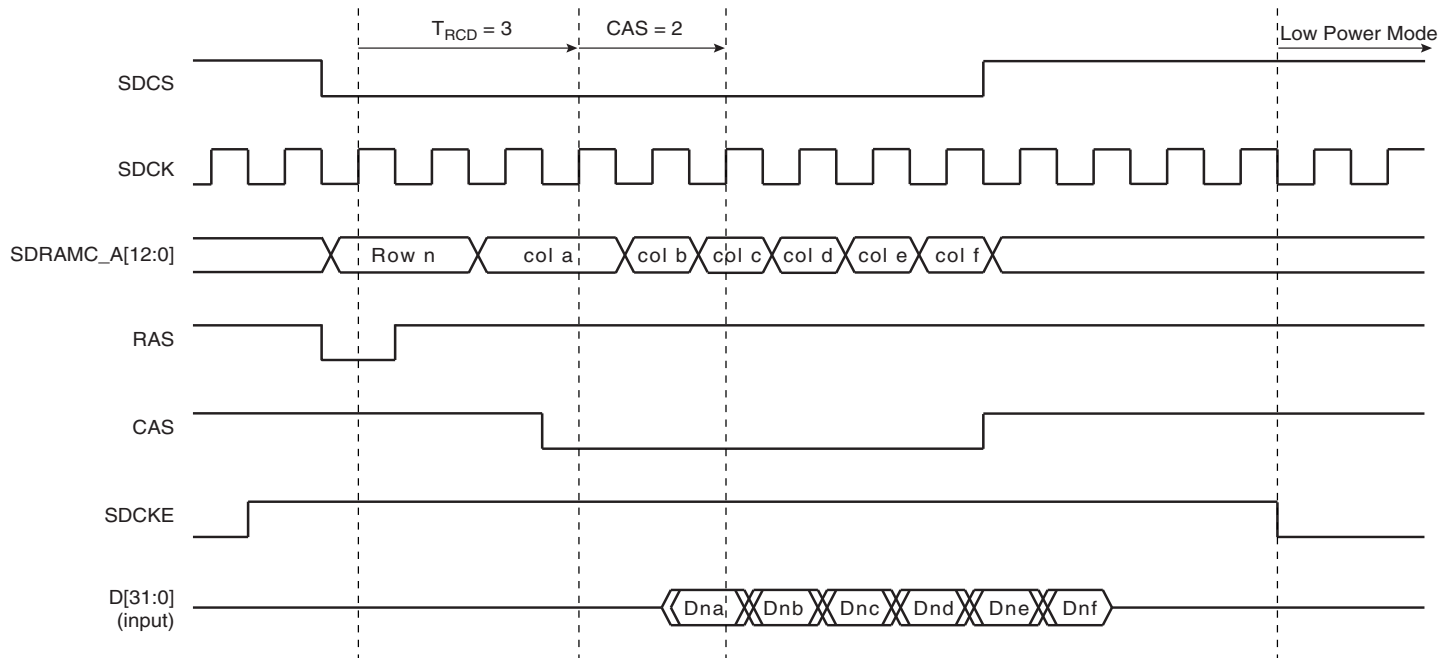 T_RCD = 3
CAS = 2
Low Power Mode
SDCS
SDCK
SDRAMC_A[12:0]
Row n
col a
col b
col c
col d
col e
col f
RAS
CAS
SDCKE
D[31:0]
(input)
Dna
Dnb
Dnc
Dnd
Dne
Dnf